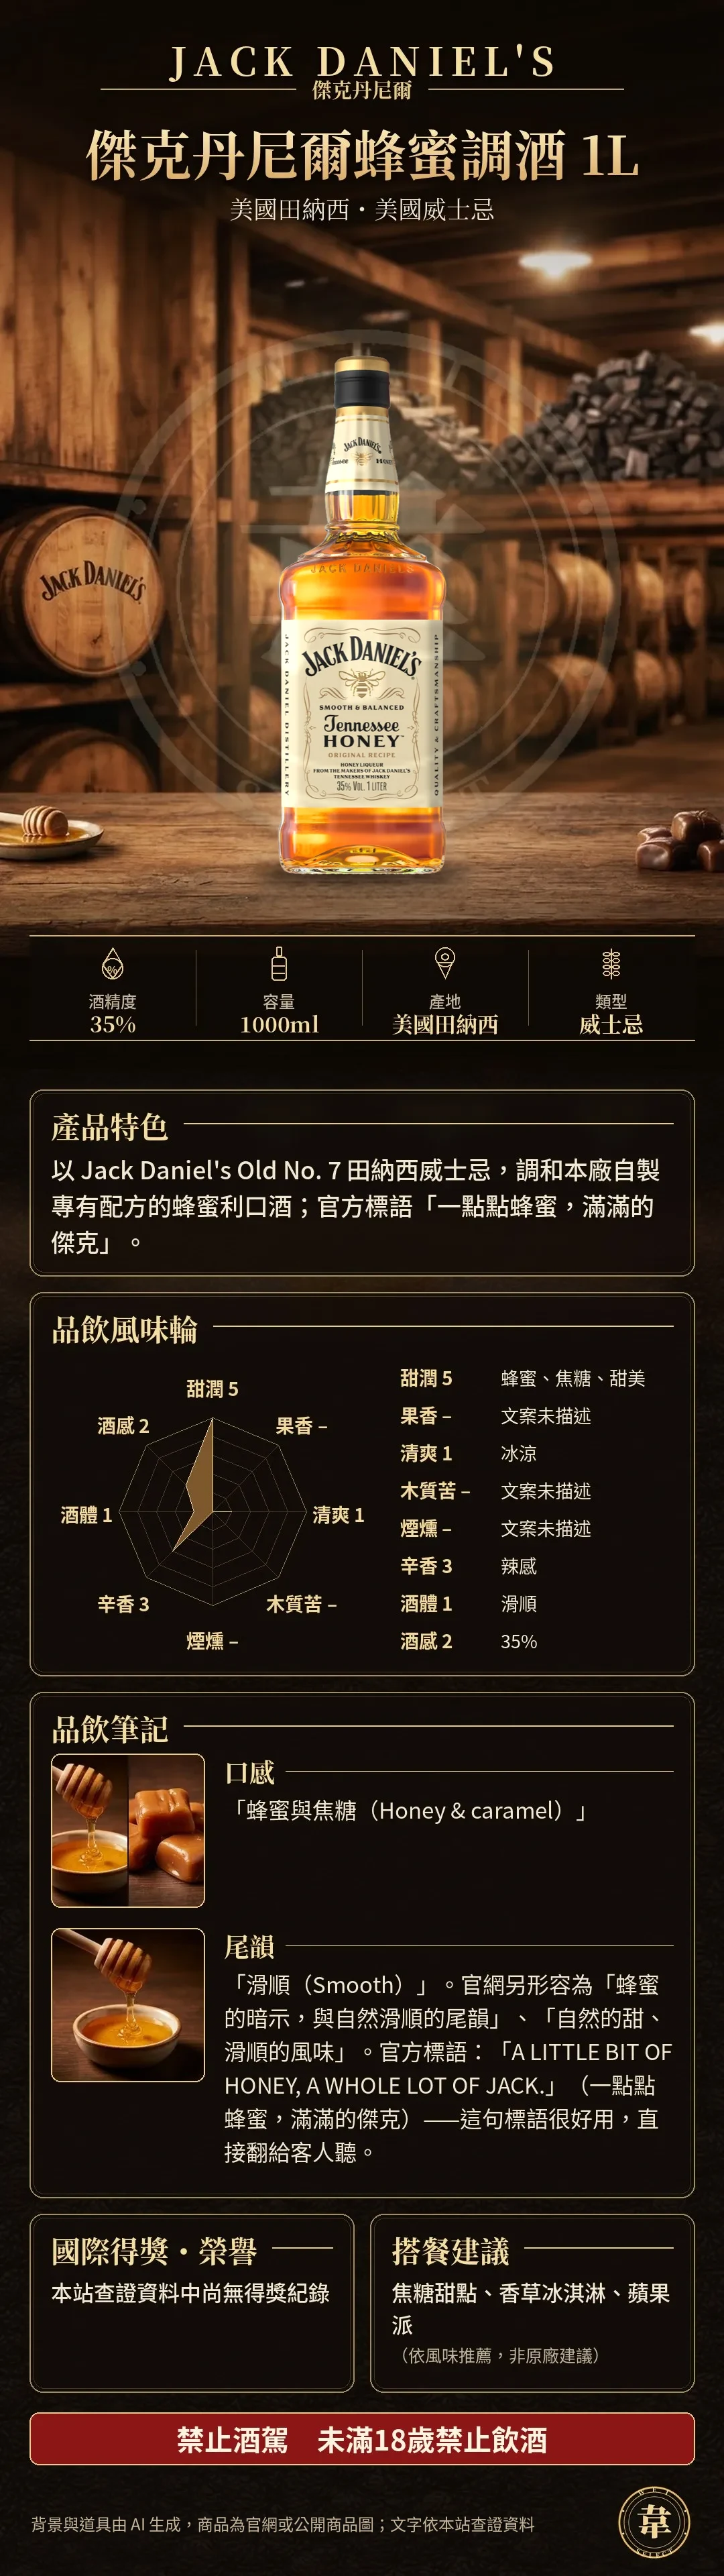 JACK DANIEL'S
傑克丹尼爾
傑克丹尼爾蜂蜜調酒 1L
美國田納西・美國威士忌
JACK DANIEL'S
JACK DANIEL'S
JACK DANIEL'S
JACK DANIEL'S
SMOOTH & BALANCED
Tennessee
HONEY
ORIGINAL RECIPE
HONEY LIQUEUR
FROM THE MAKERS OF JACK DANIEL'S
TENNESSEE WHISKEY
35% Vol. 1 LITER
JACK DANIEL DISTILLERY
QUALITY & CRAFTSMANSHIP
酒精度
35%
容量
1000ml
產地
美國田納西
類型
威士忌
產品特色
以 Jack Daniel's Old No. 7 田納西威士忌，調和本廠自製
專有配方的蜂蜜利口酒；官方標語「一點點蜂蜜，滿滿的
傑克」。
品飲風味輪
甜潤 5
果香 –
清爽 1
木質苦 –
煙燻 –
辛香 3
酒體 1
酒感 2
甜潤 5 蜂蜜、焦糖、甜美
果香 – 文案未描述
清爽 1 冰涼
木質苦 – 文案未描述
煙燻 – 文案未描述
辛香 3 辣感
酒體 1 滑順
酒感 2 35%
品飲筆記
口感
「蜂蜜與焦糖（Honey & caramel）」
尾韻
「滑順（Smooth）」。官網另形容為「蜂蜜
的暗示，與自然滑順的尾韻」、「自然的甜、
滑順的風味」。官方標語：「A LITTLE BIT OF
HONEY, A WHOLE LOT OF JACK.」（一點點
蜂蜜，滿滿的傑克）——這句標語很好用，直
接翻給客人聽。
國際得獎・榮譽
本站查證資料中尚無得獎紀錄
搭餐建議
焦糖甜點、香草冰淇淋、蘋果
派
（依風味推薦，非原廠建議）
禁止酒駕　未滿18歲禁止飲酒
背景與道具由 AI 生成，商品為官網或公開商品圖；文字依本站查證資料
韋